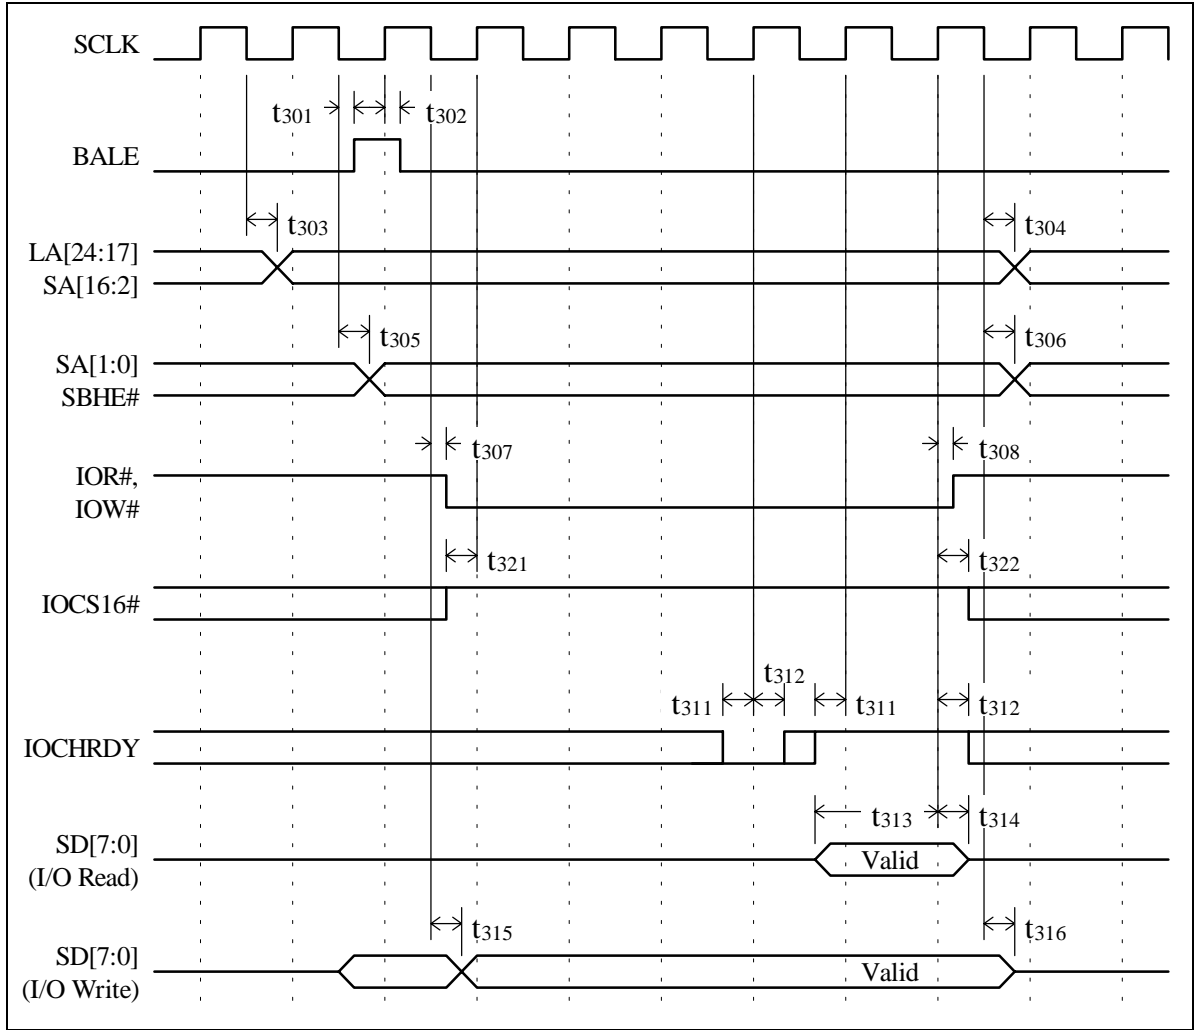 SCLK
t301
t302
BALE
t303
t304
LA[24:17]
SA[16:2]
t305
t306
SA[1:0]
SBHE#
t307
t308
IOR#,
IOW#
t321
t322
IOCS16#
t312
t311
t311
t312
IOCHRDY
t313
t314
SD[7:0]
(I/O Read)
Valid
t315
t316
SD[7:0]
(I/O Write)
Valid